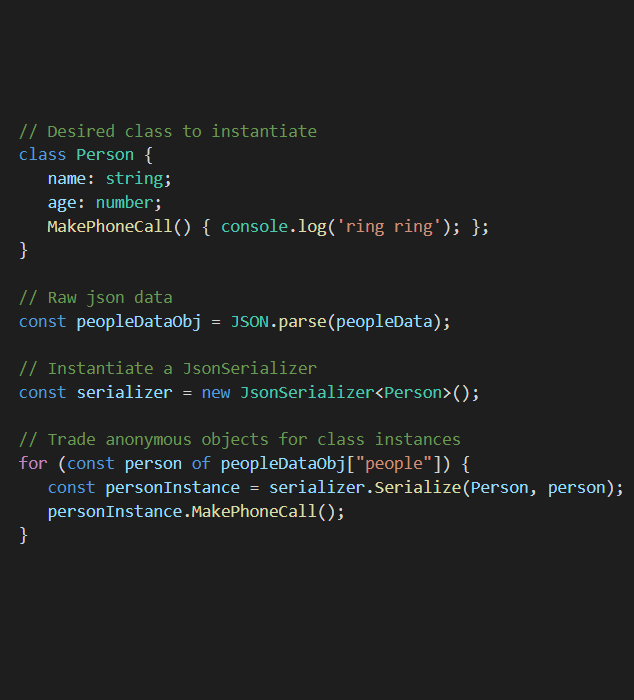 // Desired class to instantiate
class Person {
   name: string;
   age: number;
   MakePhoneCall() { console.log('ring ring'); };
}

// Raw json data
const peopleDataObj = JSON.parse(peopleData);

// Instantiate a JsonSerializer
const serializer = new JsonSerializer<Person>();

// Trade anonymous objects for class instances
for (const person of peopleDataObj["people"]) {
   const personInstance = serializer.Serialize(Person, person);
   personInstance.MakePhoneCall();
}